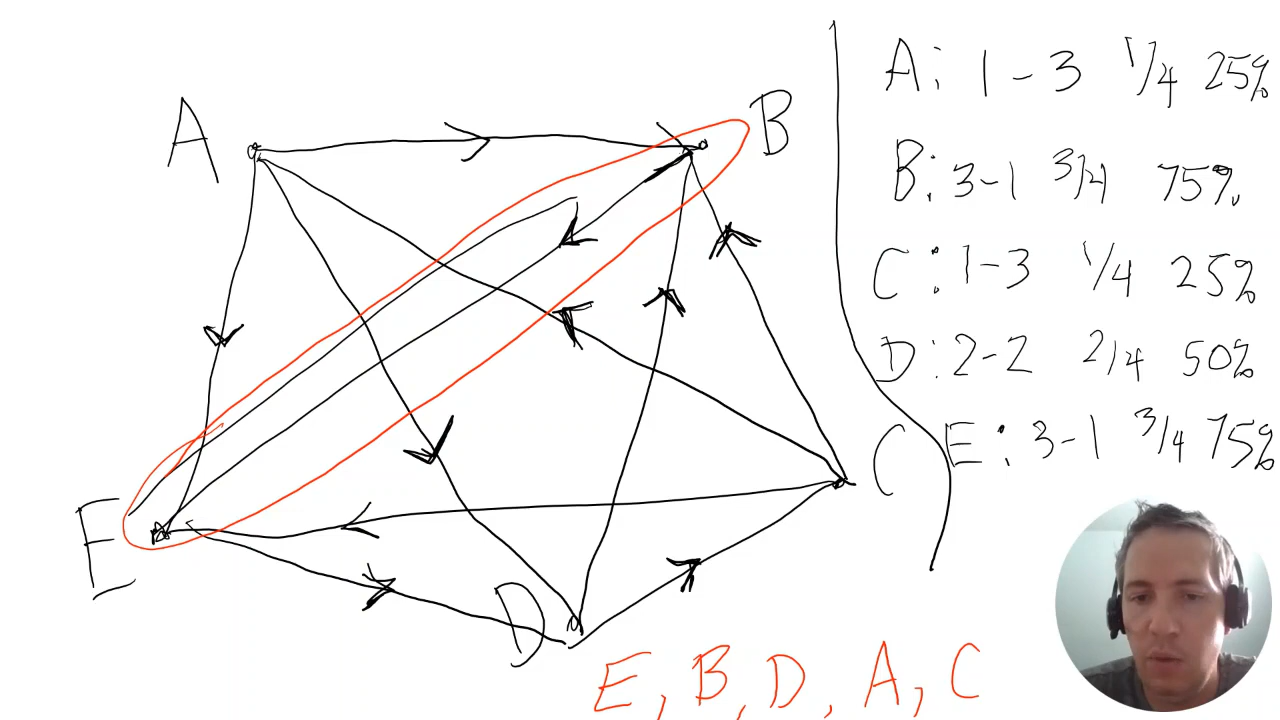 A
B
C
D
E
A: 1-3 1/4 25%
B: 3-1 3/4 75%
C: 1-3 1/4 25%
D: 2-2 2/4 50%
E: 3-1 3/4 75%
E, B, D, A, C